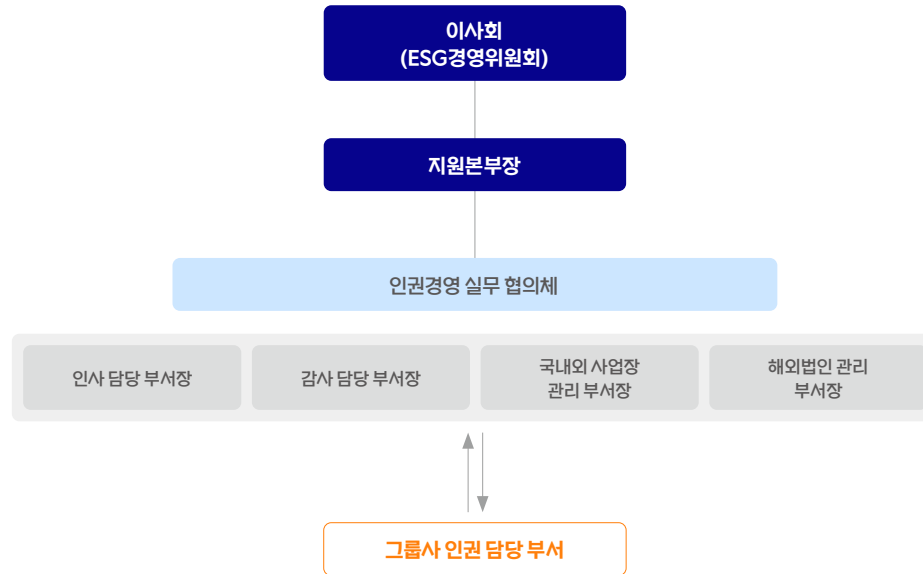 이사회
(ESG경영위원회)
지원본부장
인권경영 실무 협의체
인사 담당 부서장
감사 담당 부서장
국내외 사업장
관리 부서장
해외법인 관리
부서장
그룹사 인권 담당 부서